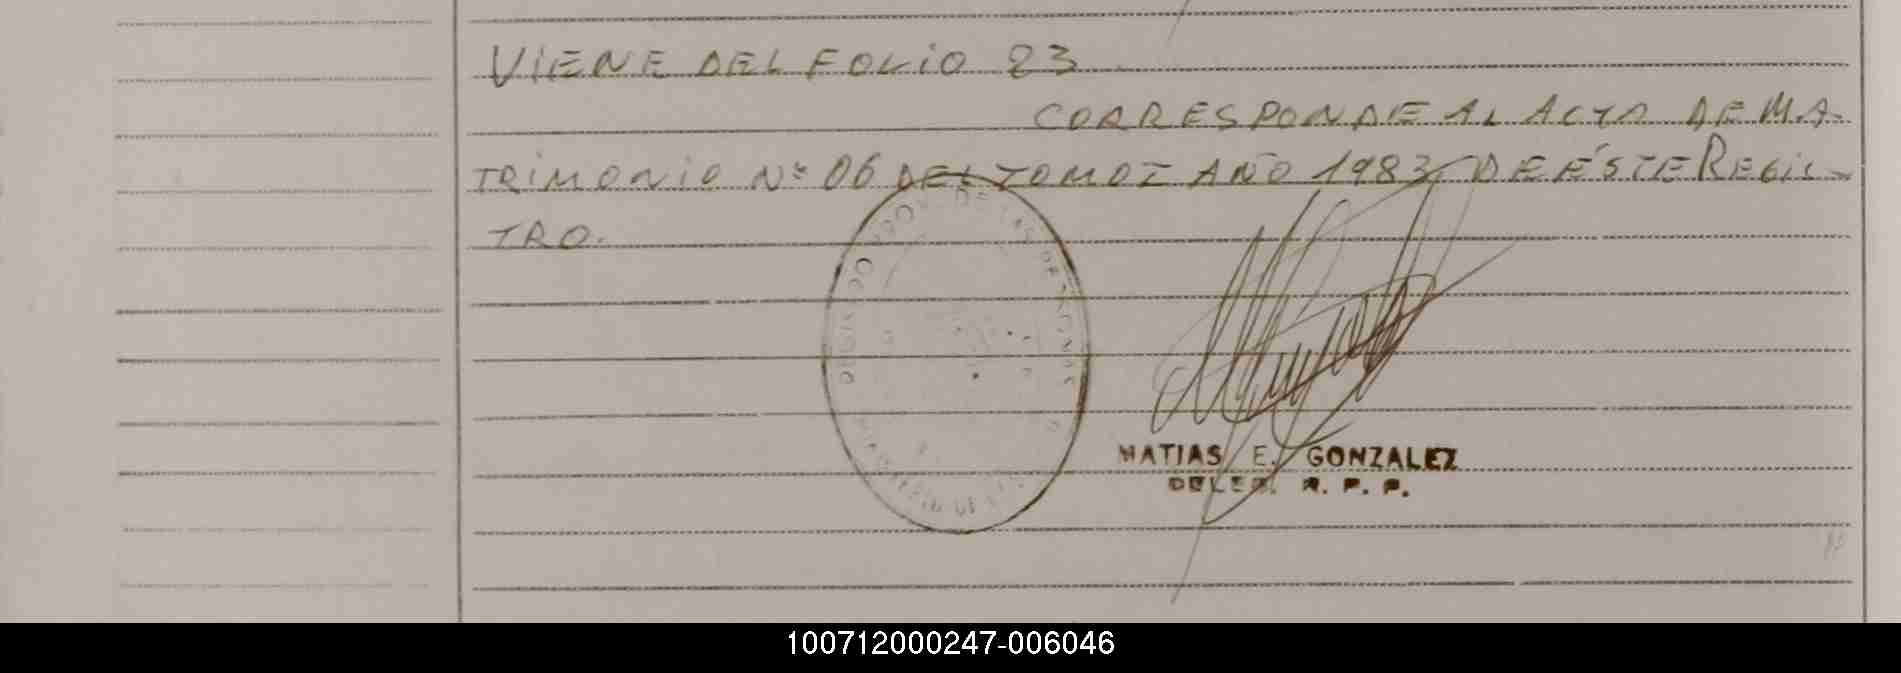 VIENE DEL FOLIO 23
CORRESPONDE AL ACTA DE MA-
TRIMONIO Nº 06 DEL TOMO I AÑO 1983 DE ÉSTE REGIS-
TRO.
MATIAS E. GONZALEZ
DELEG. R. P. P.
100712000247-006046